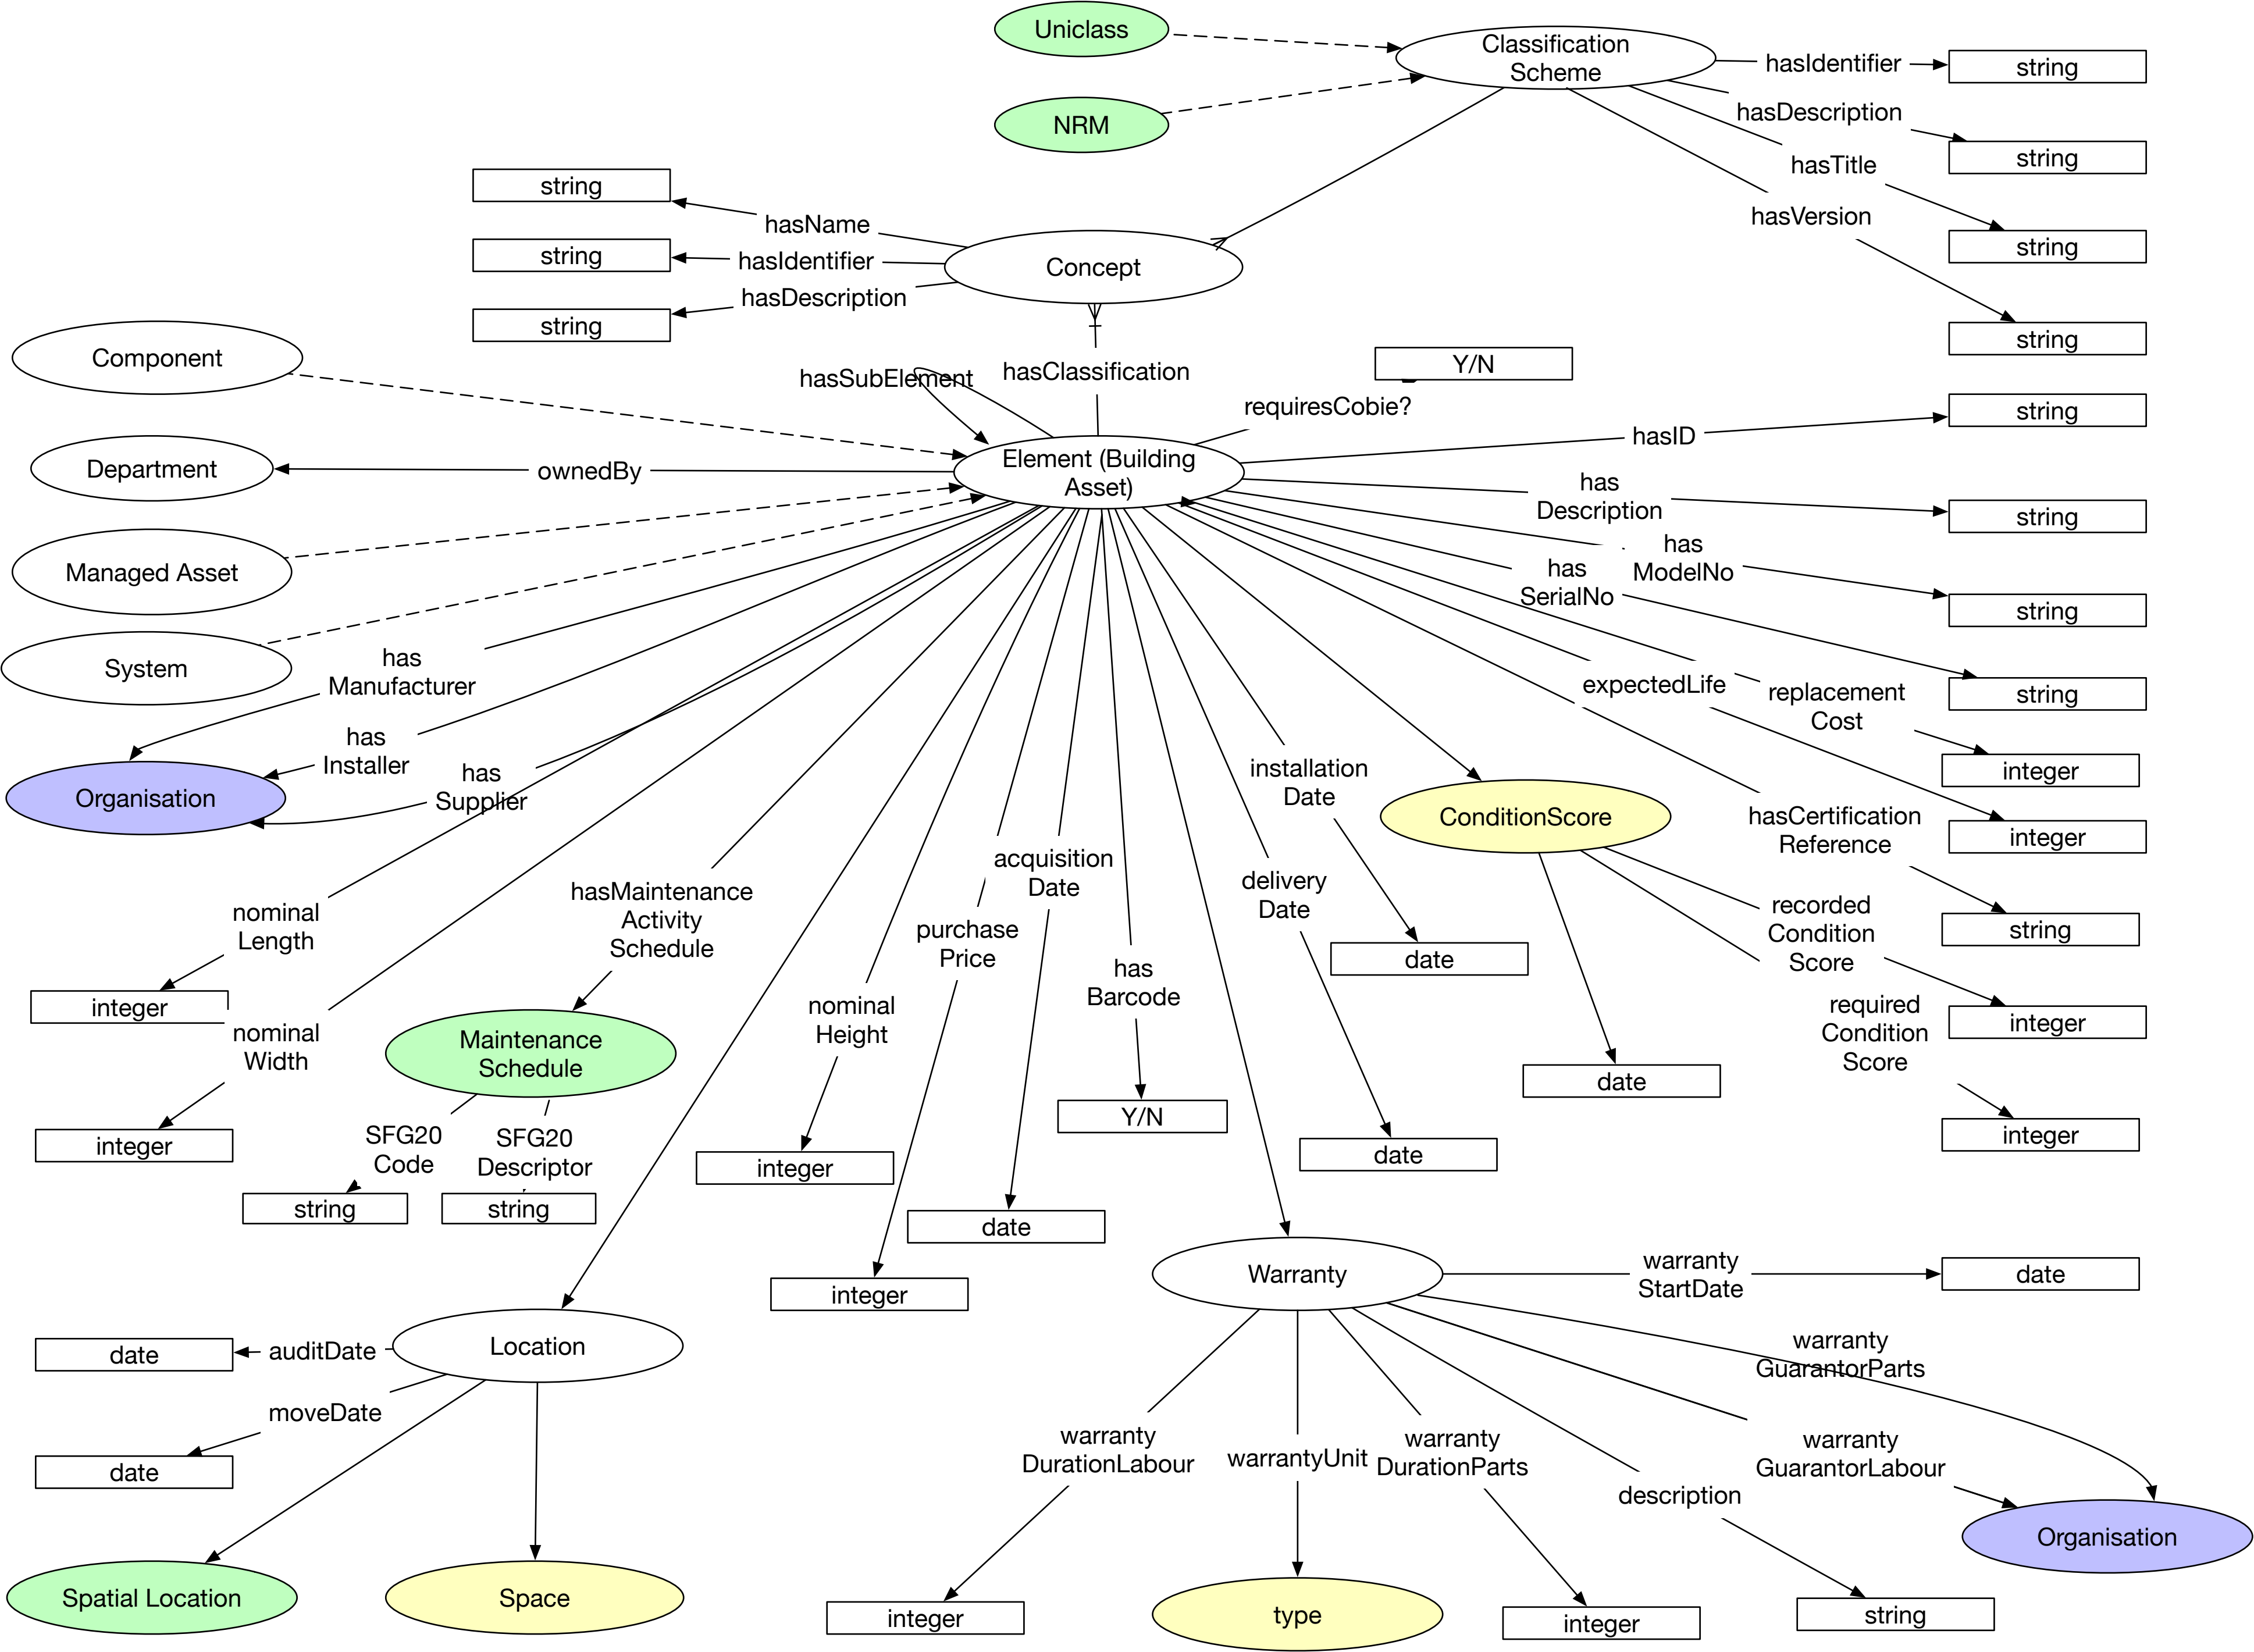 Uniclass
Classification
Scheme
hasIdentifier
string
hasDescription
string
NRM
hasTitle
string
hasVersion
string
string
hasName
string
hasIdentifier
Concept
hasDescription
string
Component
hasSubElement
hasClassification
Y/N
requiresCobie?
string
hasID
Department
ownedBy
Element (Building
Asset)
has
Description
string
Managed Asset
has
ModelNo
string
has
SerialNo
string
System
has
Manufacturer
expectedLife
replacement
Cost
integer
has
Installer
Organisation
has
Supplier
installation
Date
ConditionScore
hasCertification
Reference
integer
nominal
Length
hasMaintenance
Activity
Schedule
acquisition
Date
delivery
Date
recorded
Condition
Score
string
purchase
Price
has
Barcode
date
integer
nominal
Width
Maintenance
Schedule
nominal
Height
required
Condition
Score
integer
date
integer
SFG20
Code
SFG20
Descriptor
integer
Y/N
date
integer
string
string
date
integer
Warranty
warranty
StartDate
date
Location
auditDate
date
moveDate
date
warranty
GuarantorParts
warranty
DurationLabour
warrantyUnit
warranty
DurationParts
description
warranty
GuarantorLabour
Organisation
Spatial Location
Space
integer
type
integer
string